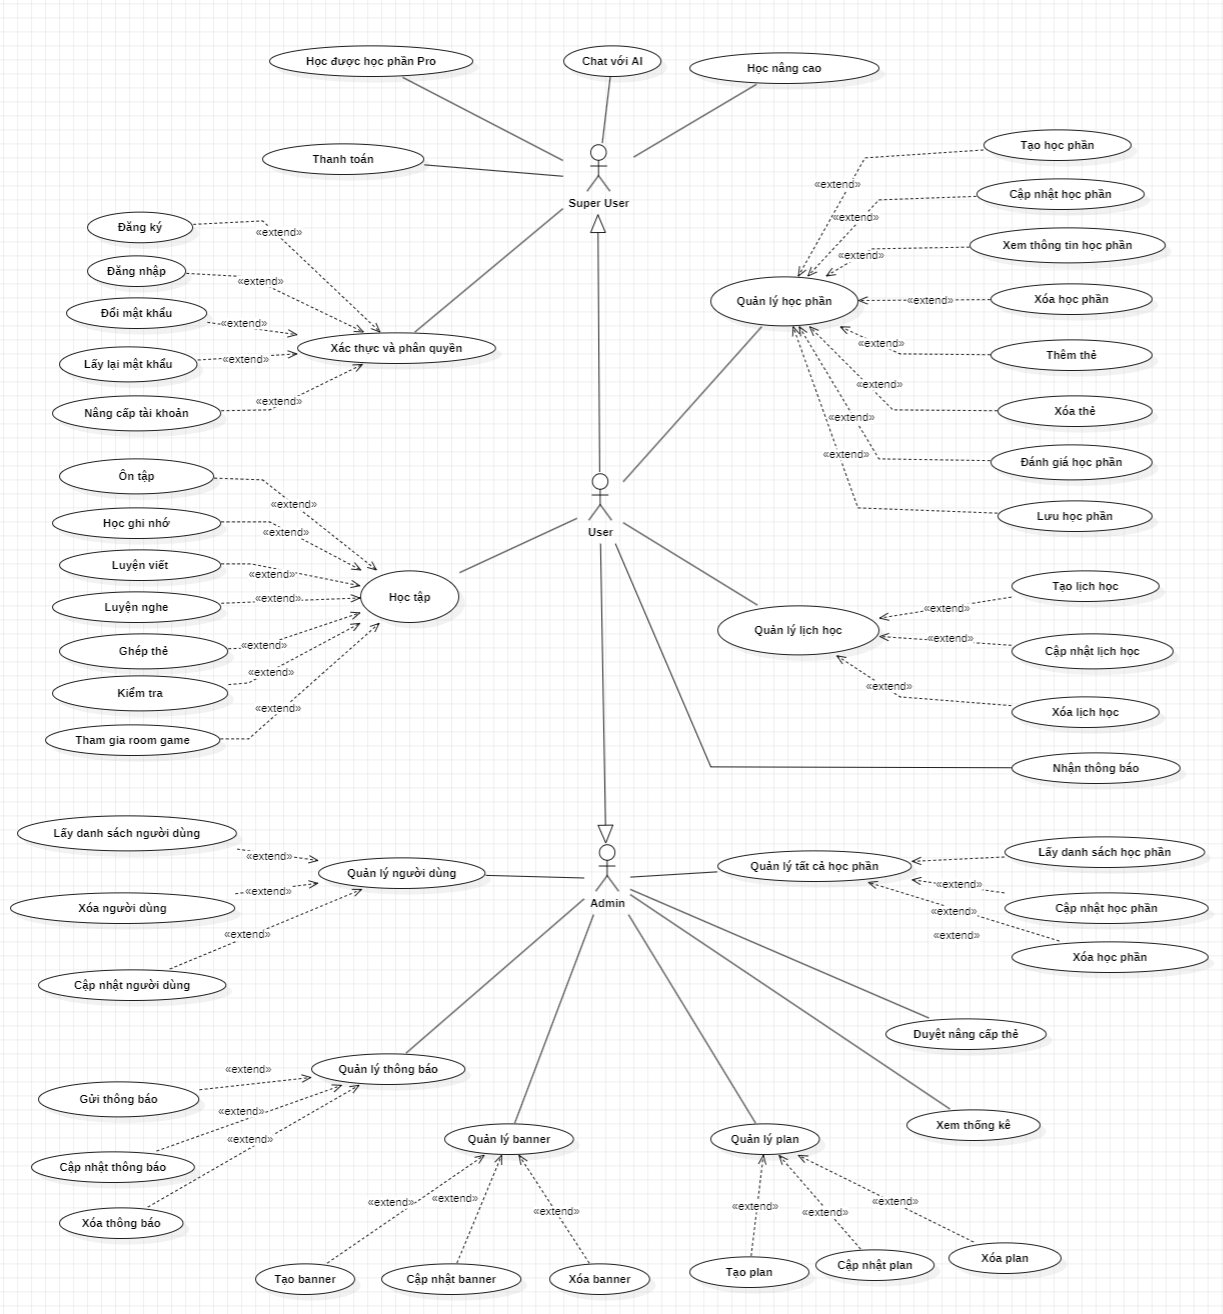 Học được học phần Pro
Chat với AI
Học nâng cao
Thanh toán
Super User
Tạo học phần
«extend»
Cập nhật học phần
«extend»
Xem thông tin học phần
«extend»
Quản lý học phần
«extend»
Xóa học phần
«extend»
Thêm thẻ
«extend»
Xóa thẻ
«extend»
Đánh giá học phần
«extend»
Lưu học phần
Đăng ký
«extend»
Đăng nhập
«extend»
Đổi mật khẩu
«extend»
Xác thực và phân quyền
Lấy lại mật khẩu
«extend»
Nâng cấp tài khoản
«extend»
Ôn tập
«extend»
Học ghi nhớ
«extend»
Luyện viết
«extend»
Học tập
Luyện nghe
«extend»
Ghép thẻ
«extend»
Kiểm tra
«extend»
Tham gia room game
«extend»
User
Tạo lịch học
«extend»
Quản lý lịch học
«extend»
Cập nhật lịch học
«extend»
Xóa lịch học
Nhận thông báo
Lấy danh sách người dùng
«extend»
Quản lý người dùng
Xóa người dùng
«extend»
«extend»
Cập nhật người dùng
Admin
Quản lý tất cả học phần
Lấy danh sách học phần
«extend»
Cập nhật học phần
«extend»
«extend»
Xóa học phần
Duyệt nâng cấp thẻ
Xem thống kê
Quản lý thông báo
«extend»
Gửi thông báo
«extend»
«extend»
Cập nhật thông báo
Xóa thông báo
Quản lý banner
«extend»
«extend»
«extend»
Tạo banner
Cập nhật banner
Xóa banner
Quản lý plan
«extend»
«extend»
«extend»
Tạo plan
Cập nhật plan
Xóa plan